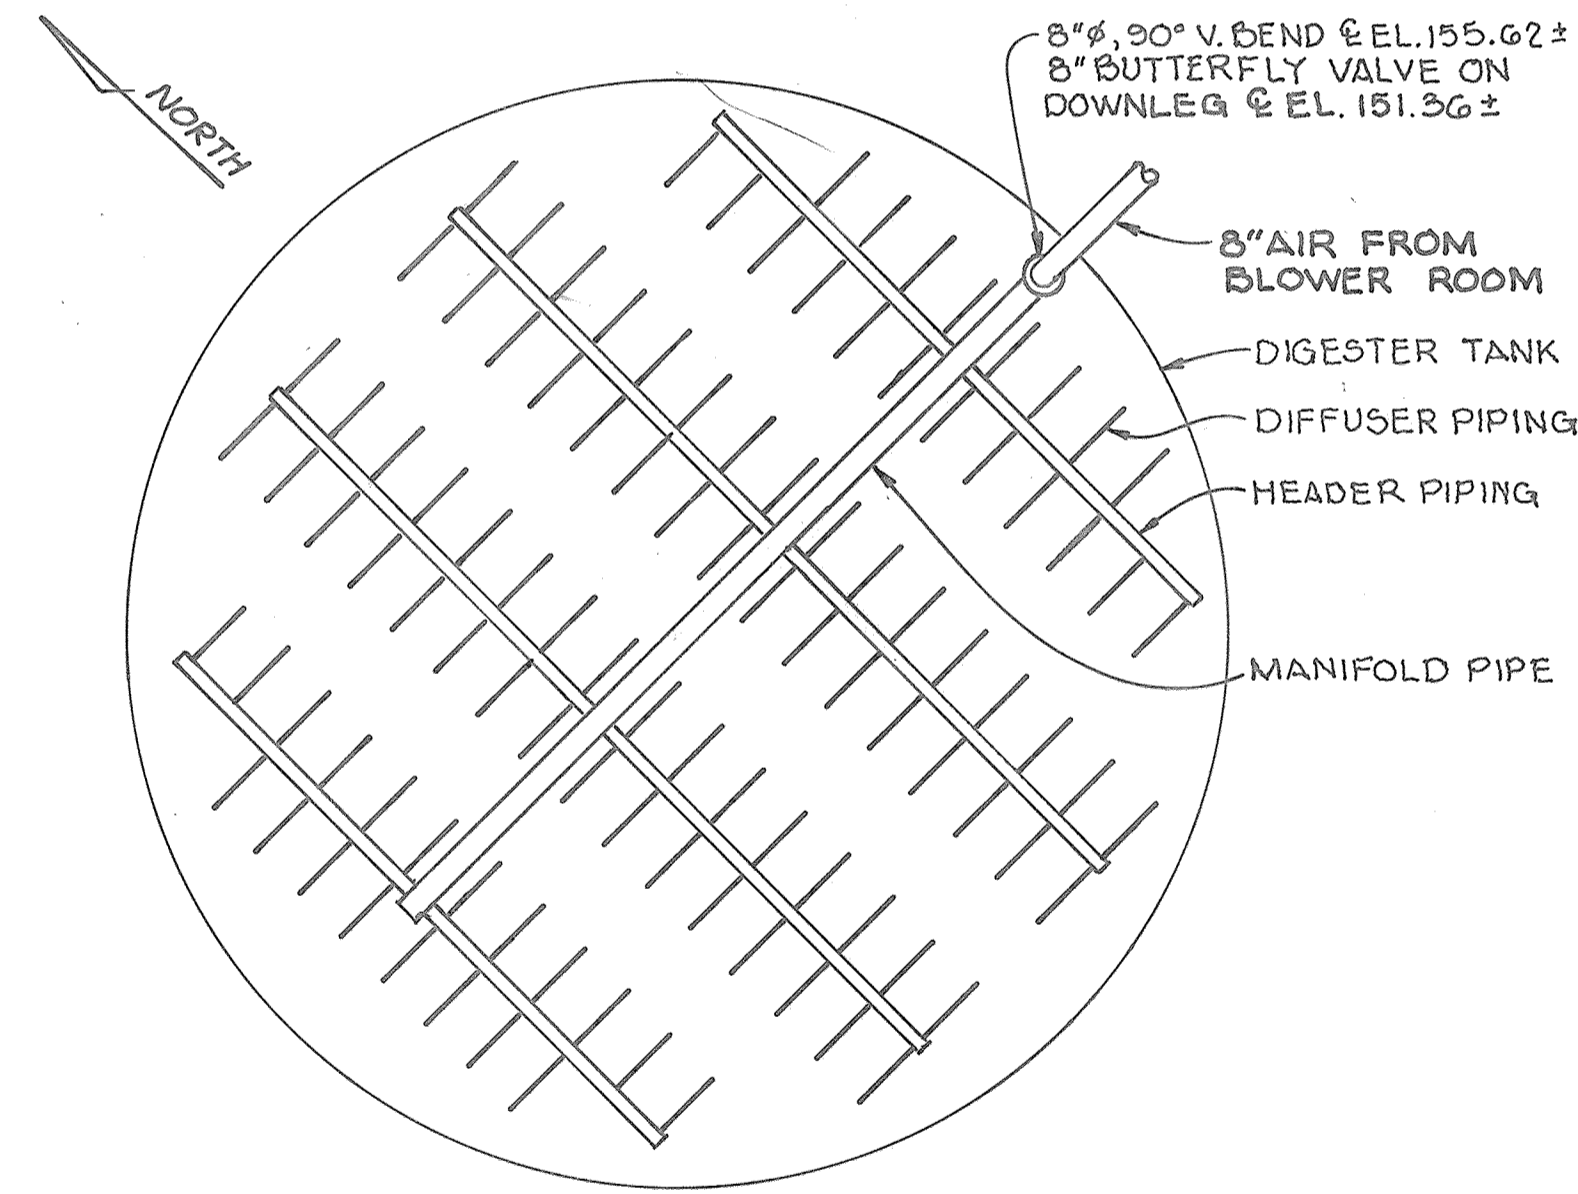 NORTH
8"ø, 90° V. BEND ℄ EL. 155.62±
8" BUTTERFLY VALVE ON
DOWNLEG ℄ EL. 151.36±
8" AIR FROM
BLOWER ROOM
DIGESTER TANK
DIFFUSER PIPING
HEADER PIPING
MANIFOLD PIPE